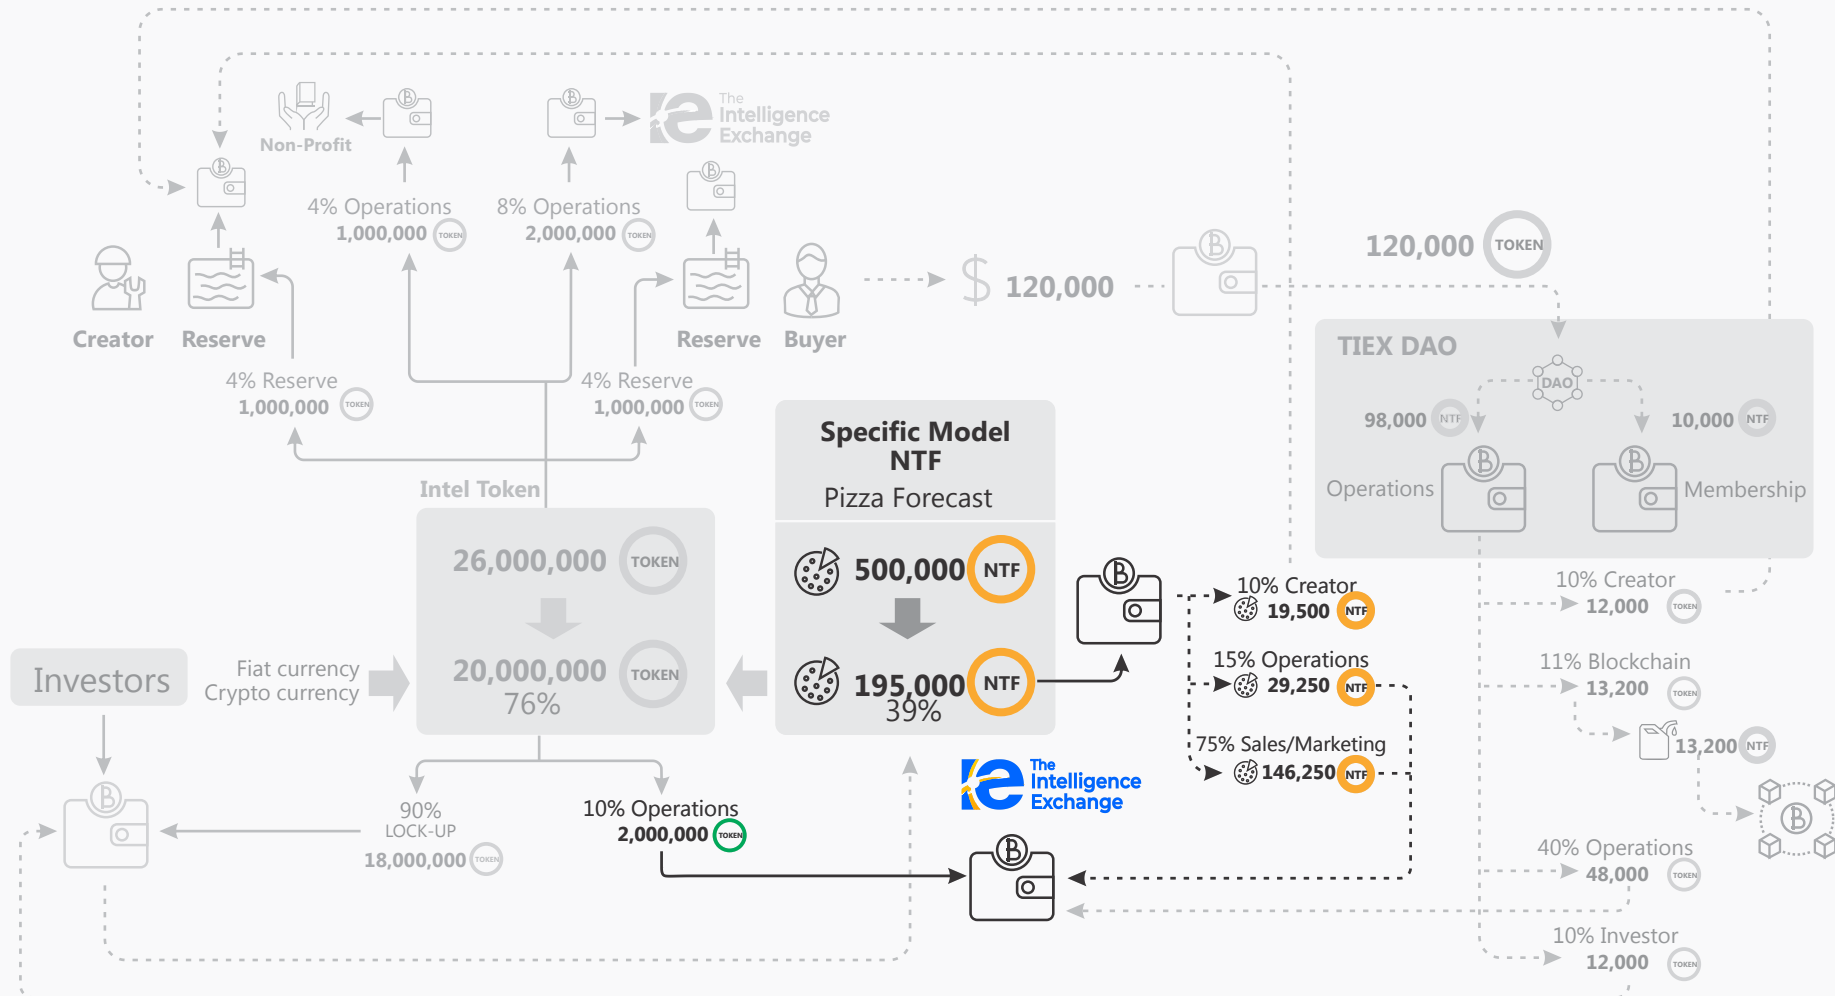 The
Intelligence
Exchange
Non-Profit
4% Operations
1,000,000 TOKEN
8% Operations
2,000,000 TOKEN
120,000 TOKEN
$ 120,000
Creator
Reserve
Reserve
Buyer
4% Reserve
1,000,000 TOKEN
4% Reserve
1,000,000 TOKEN
TIEX DAO
DAO
98,000 NTF
10,000 NTF
Operations
Membership
Specific Model
NTF
Pizza Forecast
500,000 NTF
195,000 NTF
39%
Intel Token
26,000,000 TOKEN
20,000,000 TOKEN
76%
Investors
Fiat currency
Crypto currency
10% Creator
19,500 NTF
15% Operations
29,250 NTF
75% Sales/Marketing
146,250 NTF
The
Intelligence
Exchange
90%
LOCK-UP
18,000,000 TOKEN
10% Operations
2,000,000 TOKEN
10% Creator
12,000 TOKEN
11% Blockchain
13,200 TOKEN
13,200 NTF
40% Operations
48,000 TOKEN
10% Investor
12,000 TOKEN